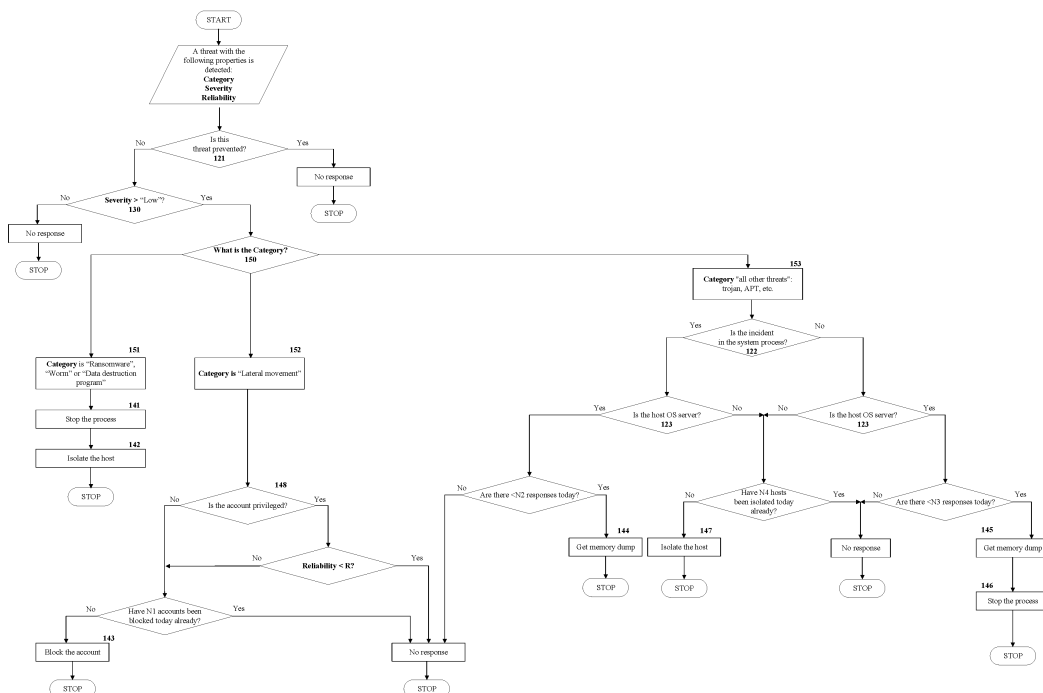 START
A threat with the
following properties is
detected:
Category
Severity
Reliability
Is this
threat prevented?
121
No
Yes
No response
STOP
Severity > “Low”?
130
No
Yes
No response
STOP
What is the Category?
150
153
Category "all other threats":
trojan, APT, etc.
Is the incident
in the system process?
122
Yes
No
151
Category is “Ransomware”,
“Worm” or “Data destruction
program”
141
Stop the process
142
Isolate the host
STOP
152
Category is “Lateral movement”
148
Is the account privileged?
No
Yes
Reliability < R?
No
Yes
Have N1 accounts been
blocked today already?
No
Yes
143
Block the account
STOP
No response
STOP
Is the host OS server?
123
Yes
No
Is the host OS server?
123
No
Yes
Are there <N2 responses today?
No
Yes
144
Get memory dump
STOP
Have N4 hosts
been isolated today
already?
No
Yes
147
Isolate the host
STOP
No response
STOP
Are there <N3 responses today?
No
Yes
145
Get memory dump
146
Stop the process
STOP